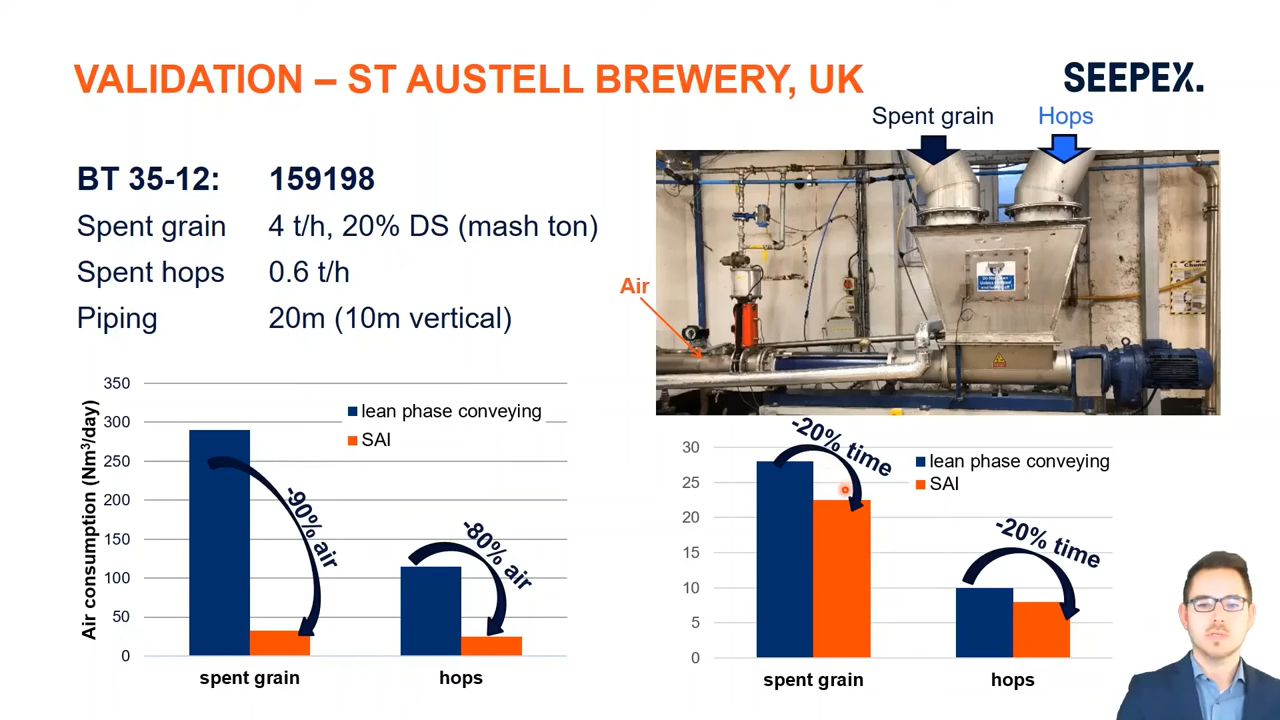 VALIDATION – ST AUSTELL BREWERY, UK
SEEPEX.
Spent grain
Hops
BT 35-12: 159198
Spent grain 4 t/h, 20% DS (mash ton)
Spent hops 0.6 t/h
Piping 20m (10m vertical)
Air
Air consumption (Nm³/day)
350
300
250
200
150
100
50
0
lean phase conveying
SAI
-90% air
-80% air
spent grain
hops
30
25
20
15
10
5
0
lean phase conveying
SAI
-20% time
-20% time
spent grain
hops